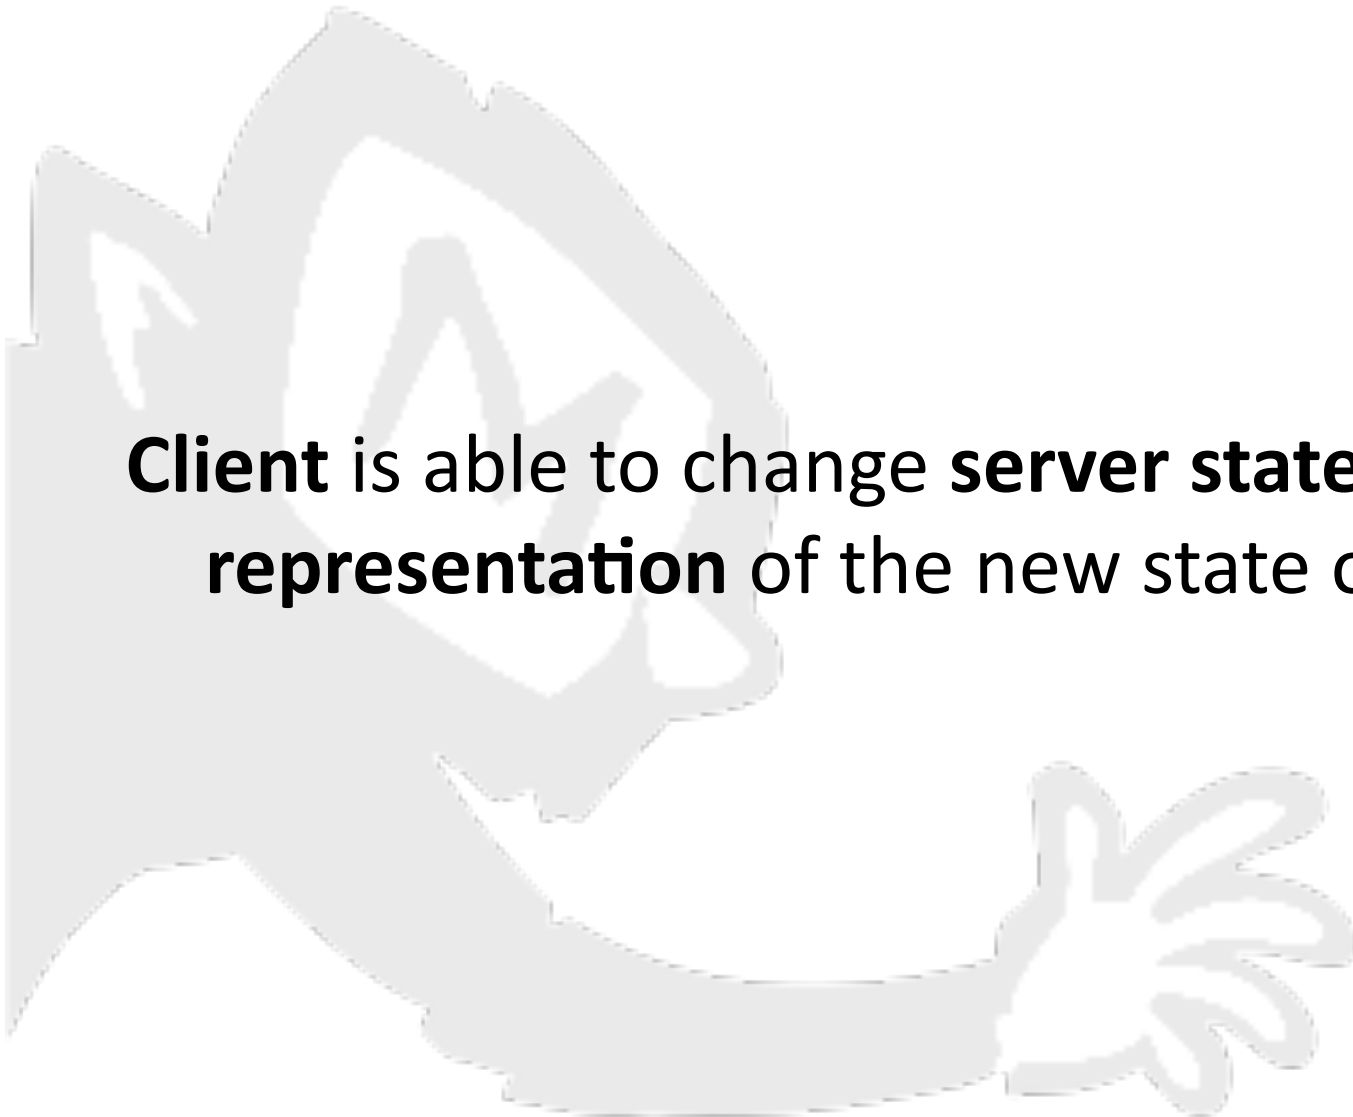 Client is able to change server state
representation of the new state